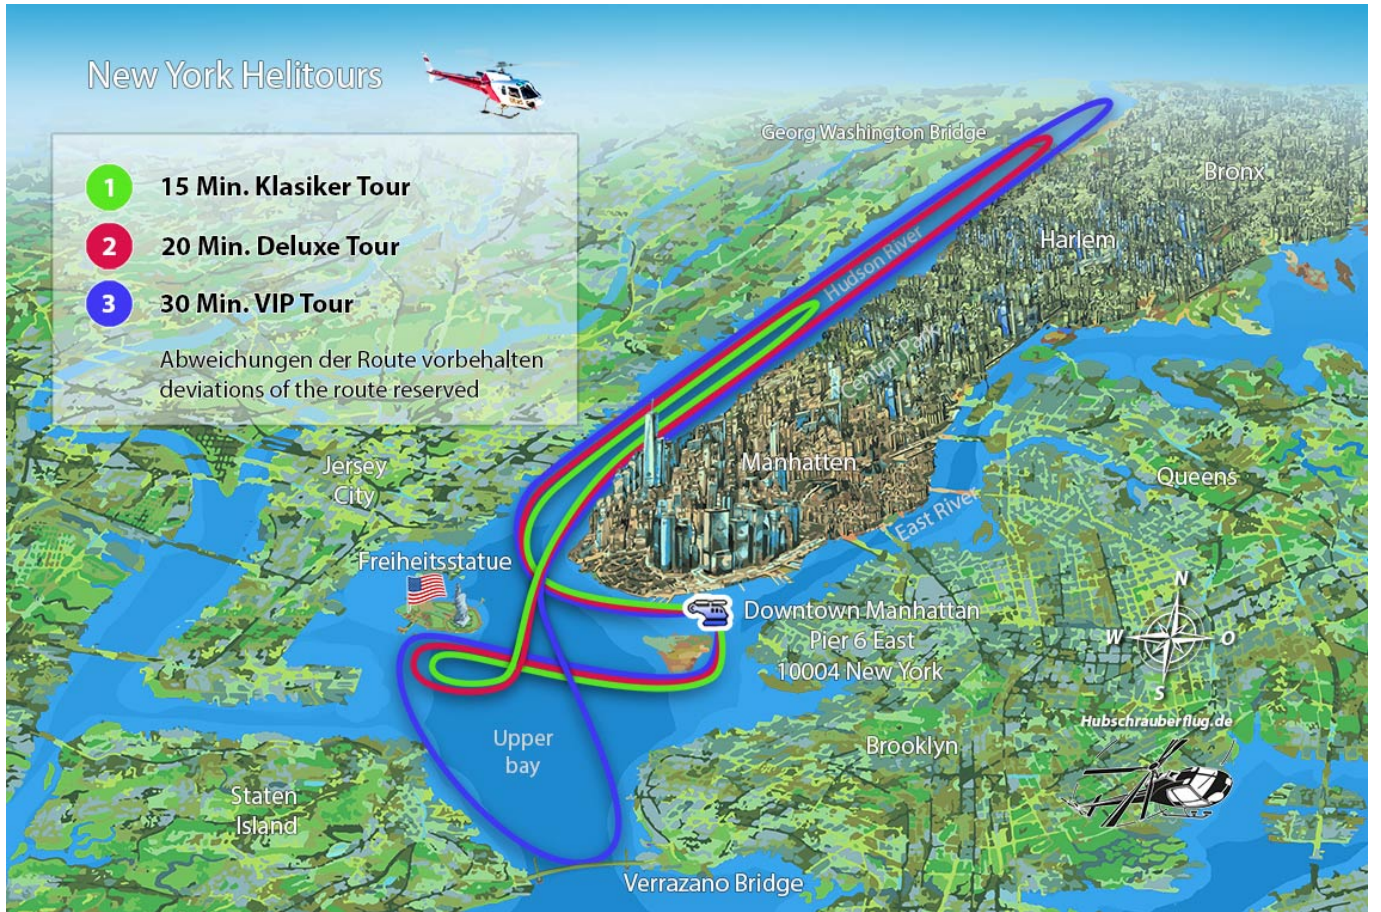 New York Helitours
1 15 Min. Klasiker Tour
2 20 Min. Deluxe Tour
3 30 Min. VIP Tour
Abweichungen der Route vorbehalten
deviations of the route reserved
Georg Washington Bridge
Bronx
Harlem
Hudson River
Central Park
Manhatten
Jersey
City
Queens
East River
Freiheitsstatue
Downtown Manhattan
Pier 6 East
10004 New York
N
W
O
S
Hubschrauberflug.de
Upper
bay
Brooklyn
Staten
Island
Verrazano Bridge